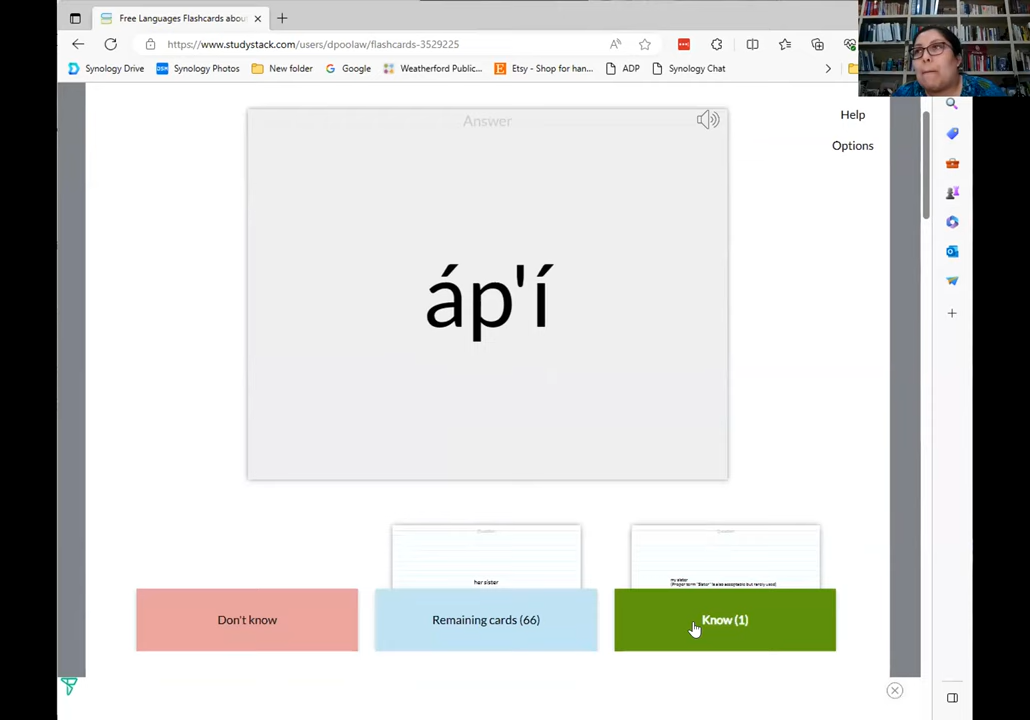 Free Languages Flashcards abou
https://www.studystack.com/users/dpoolaw/flashcards-3529225
Synology Drive
Synology Photos
New folder
Google
Weatherford Public...
Etsy - Shop for han...
ADP
Synology Chat
Answer
Help
Options
áp'í
her sister
my sister
Don't know
Remaining cards (66)
Know (1)